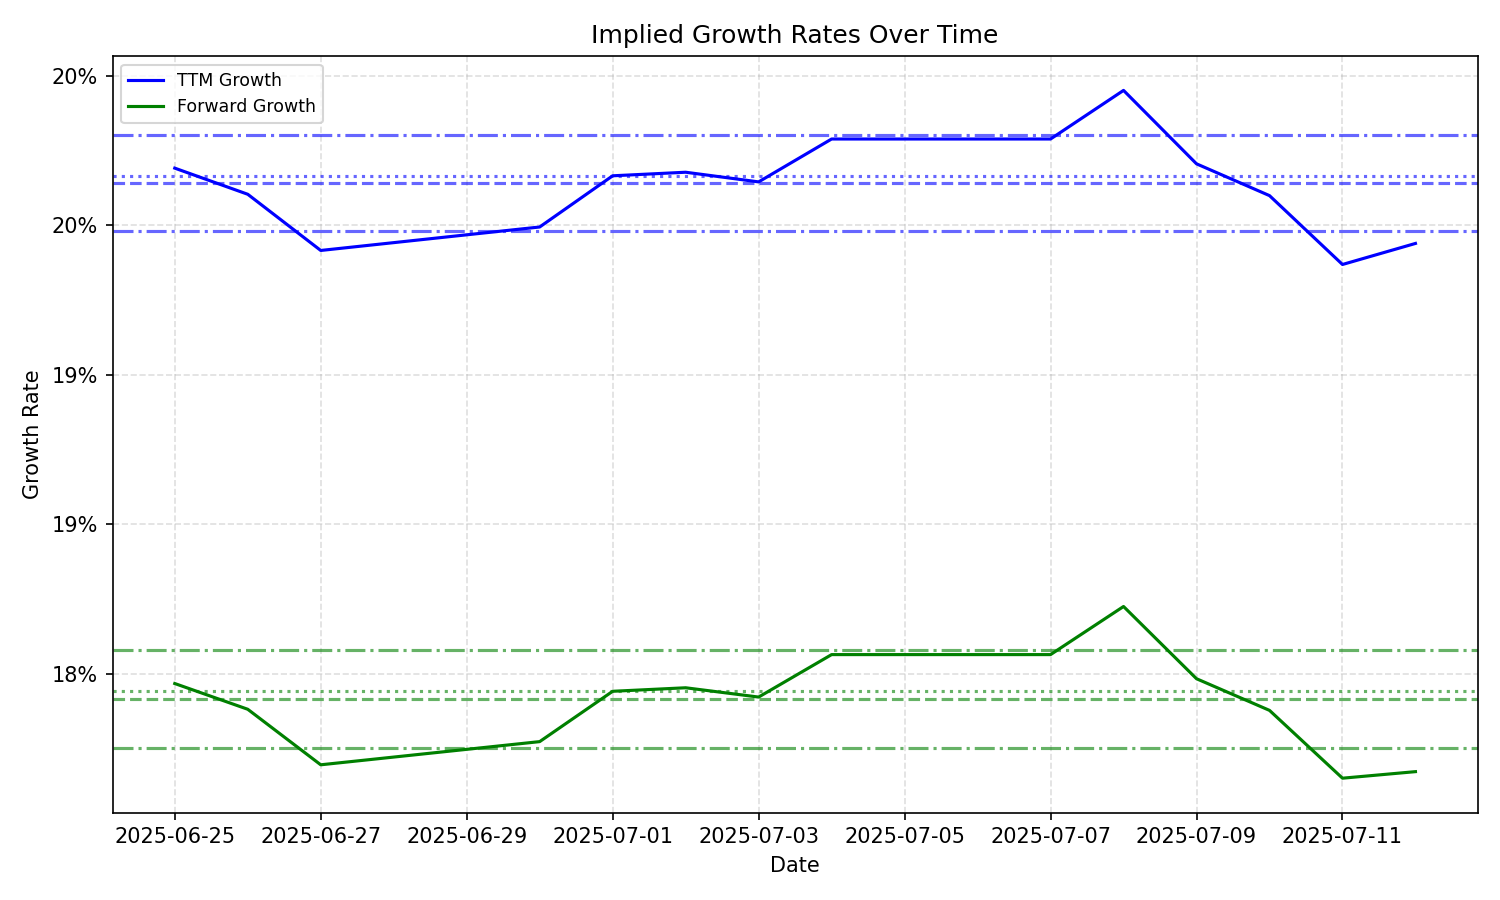 Implied Growth Rates Over Time
TTM Growth
Forward Growth
20%
20%
19%
19%
18%
Growth Rate
2025-06-25
2025-06-27
2025-06-29
2025-07-01
2025-07-03
2025-07-05
2025-07-07
2025-07-09
2025-07-11
Date